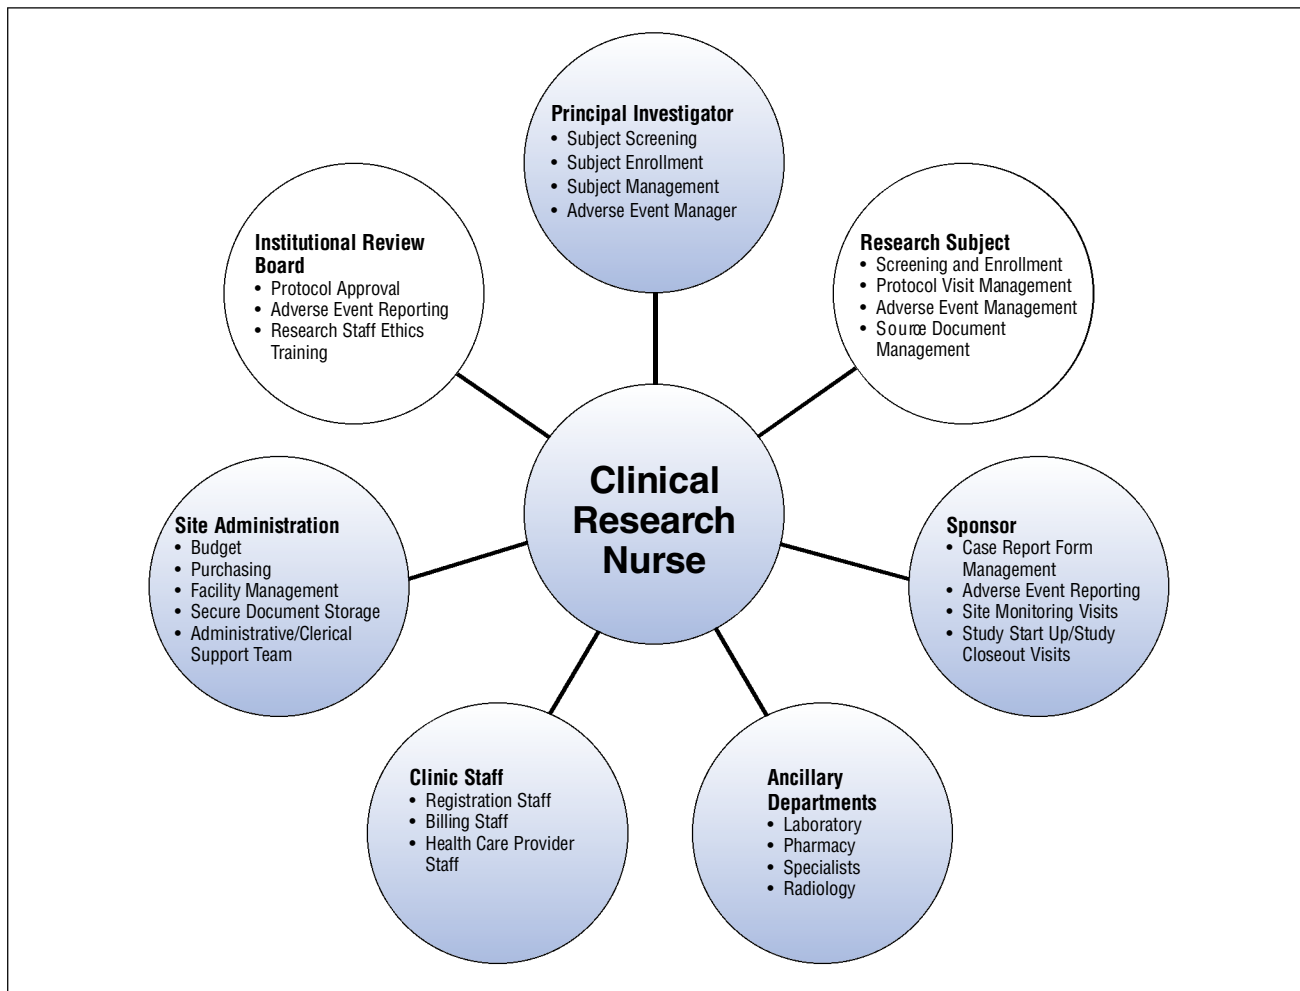 Principal Investigator
• Subject Screening
• Subject Enrollment
• Subject Management
• Adverse Event Manager
Institutional Review
Board
• Protocol Approval
• Adverse Event Reporting
• Research Staff Ethics
Training
Research Subject
• Screening and Enrollment
• Protocol Visit Management
• Adverse Event Management
• Source Document
Management
Clinical
Research
Nurse
Site Administration
• Budget
• Purchasing
• Facility Management
• Secure Document Storage
• Administrative/Clerical
Support Team
Sponsor
• Case Report Form
Management
• Adverse Event Reporting
• Site Monitoring Visits
• Study Start Up/Study
Closeout Visits
Clinic Staff
• Registration Staff
• Billing Staff
• Health Care Provider
Staff
Ancillary
Departments
• Laboratory
• Pharmacy
• Specialists
• Radiology